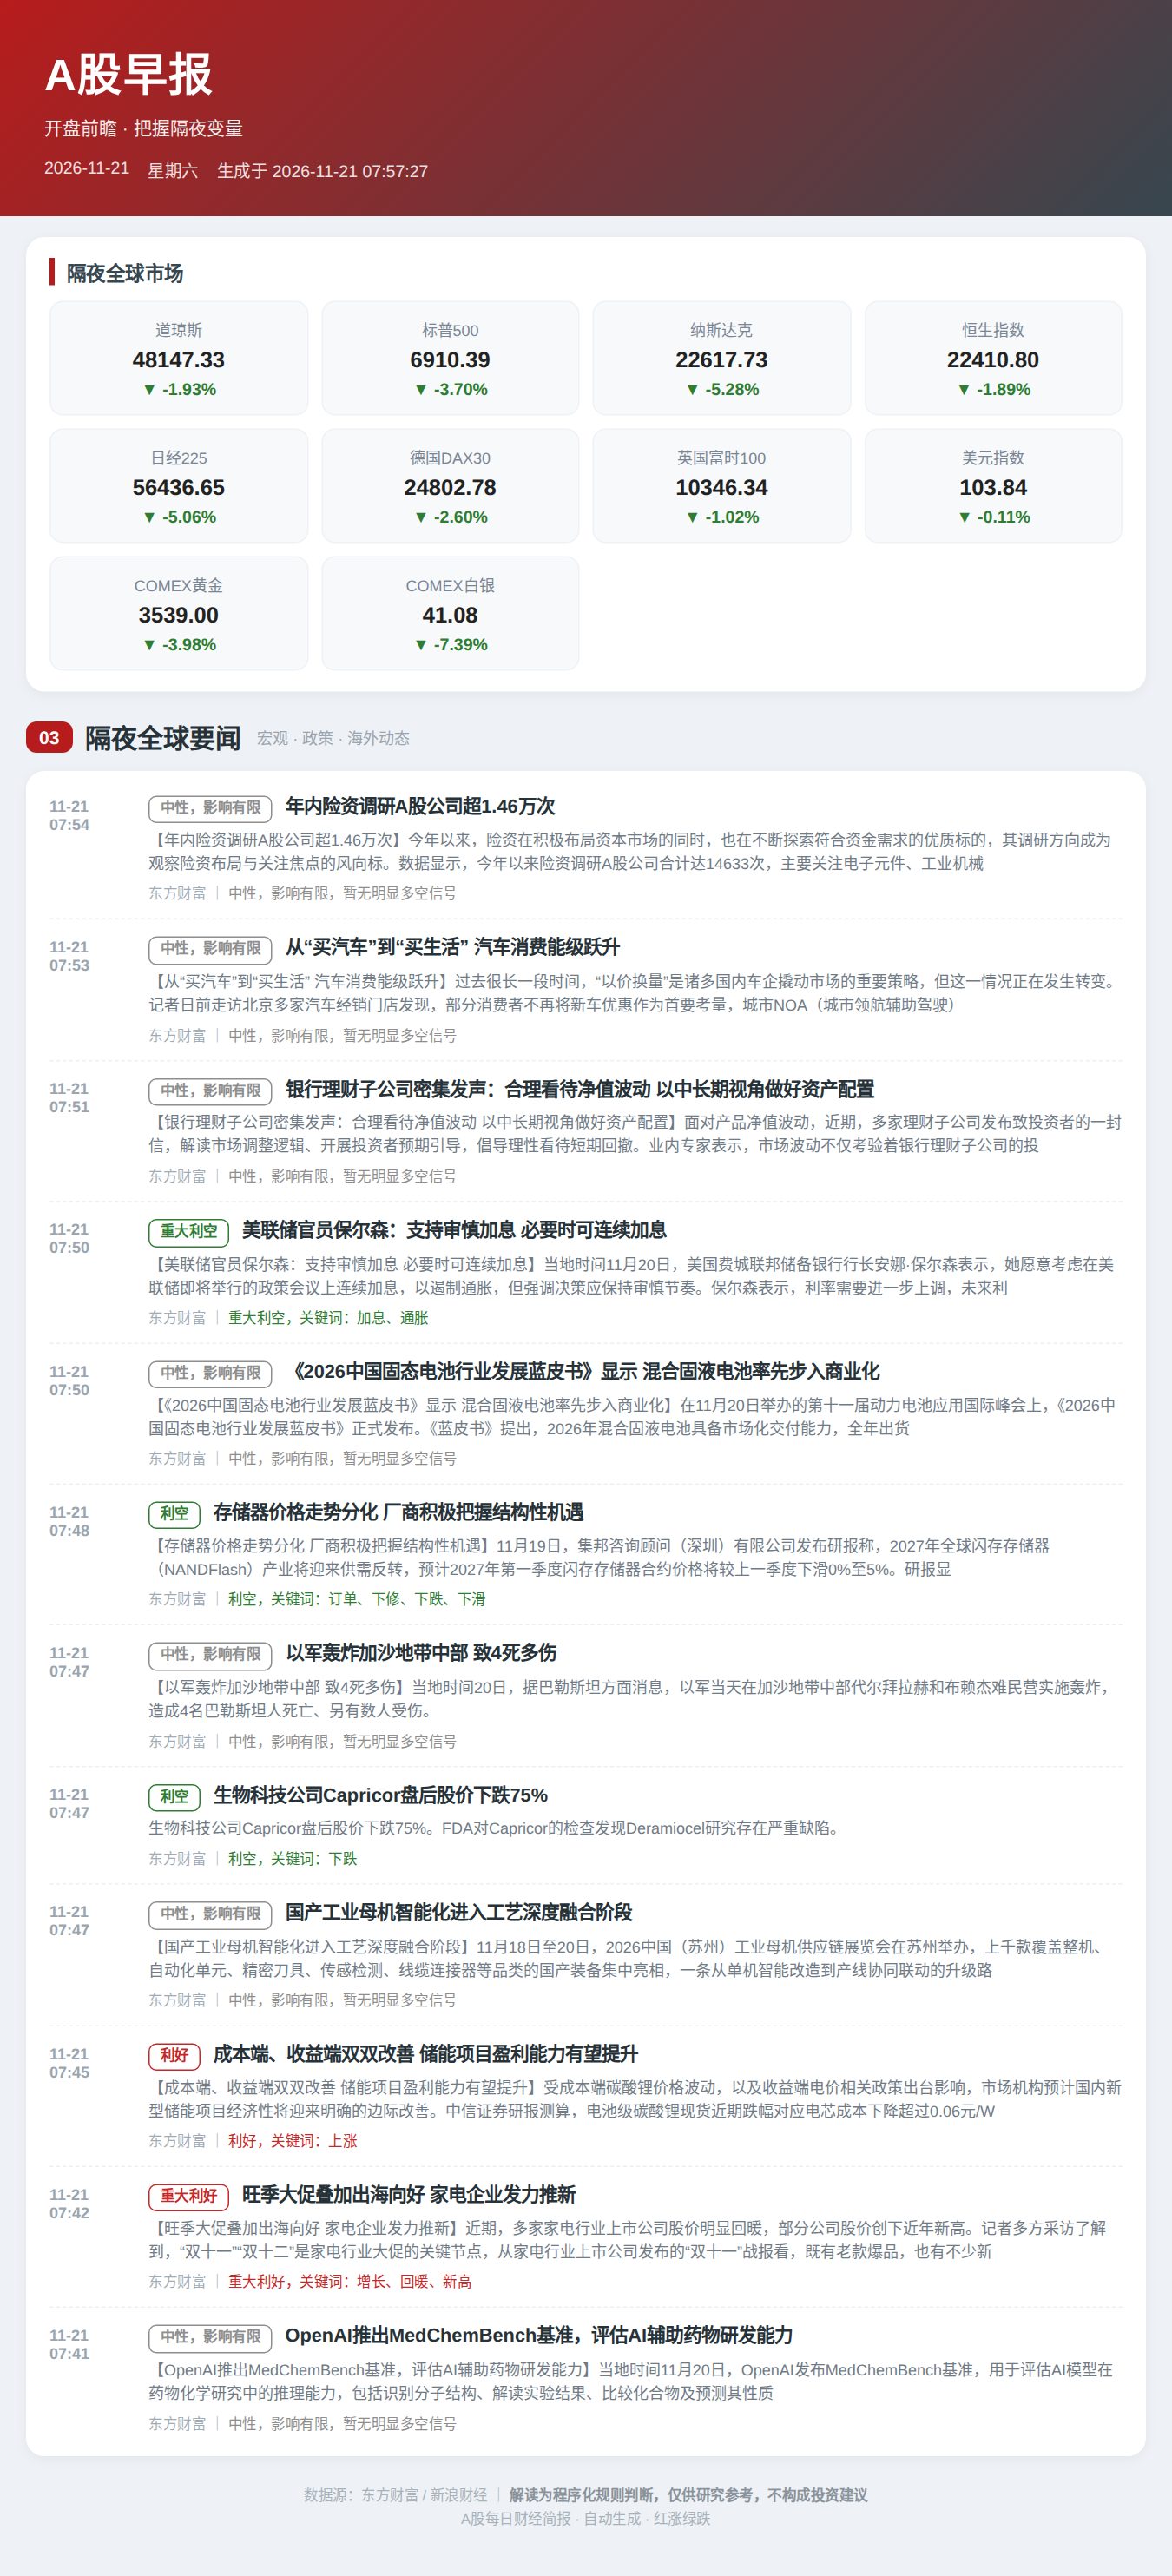 A股早报
开盘前瞻 · 把握隔夜变量
2026-11-21 星期六 生成于 2026-11-21 07:57:27
隔夜全球市场
道琼斯
48147.33
▼ -1.93%
标普500
6910.39
▼ -3.70%
纳斯达克
22617.73
▼ -5.28%
恒生指数
22410.80
▼ -1.89%
日经225
56436.65
▼ -5.06%
德国DAX30
24802.78
▼ -2.60%
英国富时100
10346.34
▼ -1.02%
美元指数
103.84
▼ -0.11%
COMEX黄金
3539.00
▼ -3.98%
COMEX白银
41.08
▼ -7.39%
03 隔夜全球要闻 宏观 · 政策 · 海外动态
11-21
07:54
中性，影响有限 年内险资调研A股公司超1.46万次
【年内险资调研A股公司超1.46万次】今年以来，险资在积极布局资本市场的同时，也在不断探索符合资金需求的优质标的，其调研方向成为
观察险资布局与关注焦点的风向标。数据显示，今年以来险资调研A股公司合计达14633次，主要关注电子元件、工业机械
东方财富 | 中性，影响有限，暂无明显多空信号
11-21
07:53
中性，影响有限 从“买汽车”到“买生活” 汽车消费能级跃升
【从“买汽车”到“买生活” 汽车消费能级跃升】过去很长一段时间，“以价换量”是诸多国内车企撬动市场的重要策略，但这一情况正在发生转变。
记者日前走访北京多家汽车经销门店发现，部分消费者不再将新车优惠作为首要考量，城市NOA（城市领航辅助驾驶）
东方财富 | 中性，影响有限，暂无明显多空信号
11-21
07:51
中性，影响有限 银行理财子公司密集发声：合理看待净值波动 以中长期视角做好资产配置
【银行理财子公司密集发声：合理看待净值波动 以中长期视角做好资产配置】面对产品净值波动，近期，多家理财子公司发布致投资者的一封
信，解读市场调整逻辑、开展投资者预期引导，倡导理性看待短期回撤。业内专家表示，市场波动不仅考验着银行理财子公司的投
东方财富 | 中性，影响有限，暂无明显多空信号
11-21
07:50
重大利空 美联储官员保尔森：支持审慎加息 必要时可连续加息
【美联储官员保尔森：支持审慎加息 必要时可连续加息】当地时间11月20日，美国费城联邦储备银行行长安娜·保尔森表示，她愿意考虑在美
联储即将举行的政策会议上连续加息，以遏制通胀，但强调决策应保持审慎节奏。保尔森表示，利率需要进一步上调，未来利
东方财富 | 重大利空，关键词：加息、通胀
11-21
07:50
中性，影响有限 《2026中国固态电池行业发展蓝皮书》显示 混合固液电池率先步入商业化
【《2026中国固态电池行业发展蓝皮书》显示 混合固液电池率先步入商业化】在11月20日举办的第十一届动力电池应用国际峰会上，《2026中
国固态电池行业发展蓝皮书》正式发布。《蓝皮书》提出，2026年混合固液电池具备市场化交付能力，全年出货
东方财富 | 中性，影响有限，暂无明显多空信号
11-21
07:48
利空 存储器价格走势分化 厂商积极把握结构性机遇
【存储器价格走势分化 厂商积极把握结构性机遇】11月19日，集邦咨询顾问（深圳）有限公司发布研报称，2027年全球闪存存储器
（NANDFlash）产业将迎来供需反转，预计2027年第一季度闪存存储器合约价格将较上一季度下滑0%至5%。研报显
东方财富 | 利空，关键词：订单、下修、下跌、下滑
11-21
07:47
中性，影响有限 以军轰炸加沙地带中部 致4死多伤
【以军轰炸加沙地带中部 致4死多伤】当地时间20日，据巴勒斯坦方面消息，以军当天在加沙地带中部代尔拜拉赫和布赖杰难民营实施轰炸，
造成4名巴勒斯坦人死亡、另有数人受伤。
东方财富 | 中性，影响有限，暂无明显多空信号
11-21
07:47
利空 生物科技公司Capricor盘后股价下跌75%
生物科技公司Capricor盘后股价下跌75%。FDA对Capricor的检查发现Deramiocel研究存在严重缺陷。
东方财富 | 利空，关键词：下跌
11-21
07:47
中性，影响有限 国产工业母机智能化进入工艺深度融合阶段
【国产工业母机智能化进入工艺深度融合阶段】11月18日至20日，2026中国（苏州）工业母机供应链展览会在苏州举办，上千款覆盖整机、
自动化单元、精密刀具、传感检测、线缆连接器等品类的国产装备集中亮相，一条从单机智能改造到产线协同联动的升级路
东方财富 | 中性，影响有限，暂无明显多空信号
11-21
07:45
利好 成本端、收益端双双改善 储能项目盈利能力有望提升
【成本端、收益端双双改善 储能项目盈利能力有望提升】受成本端碳酸锂价格波动，以及收益端电价相关政策出台影响，市场机构预计国内新
型储能项目经济性将迎来明确的边际改善。中信证券研报测算，电池级碳酸锂现货近期跌幅对应电芯成本下降超过0.06元/W
东方财富 | 利好，关键词：上涨
11-21
07:42
重大利好 旺季大促叠加出海向好 家电企业发力推新
【旺季大促叠加出海向好 家电企业发力推新】近期，多家家电行业上市公司股价明显回暖，部分公司股价创下近年新高。记者多方采访了解
到，“双十一”“双十二”是家电行业大促的关键节点，从家电行业上市公司发布的“双十一”战报看，既有老款爆品，也有不少新
东方财富 | 重大利好，关键词：增长、回暖、新高
11-21
07:41
中性，影响有限 OpenAI推出MedChemBench基准，评估AI辅助药物研发能力
【OpenAI推出MedChemBench基准，评估AI辅助药物研发能力】当地时间11月20日，OpenAI发布MedChemBench基准，用于评估AI模型在
药物化学研究中的推理能力，包括识别分子结构、解读实验结果、比较化合物及预测其性质
东方财富 | 中性，影响有限，暂无明显多空信号
数据源：东方财富 / 新浪财经 | 解读为程序化规则判断，仅供研究参考，不构成投资建议
A股每日财经简报 · 自动生成 · 红涨绿跌